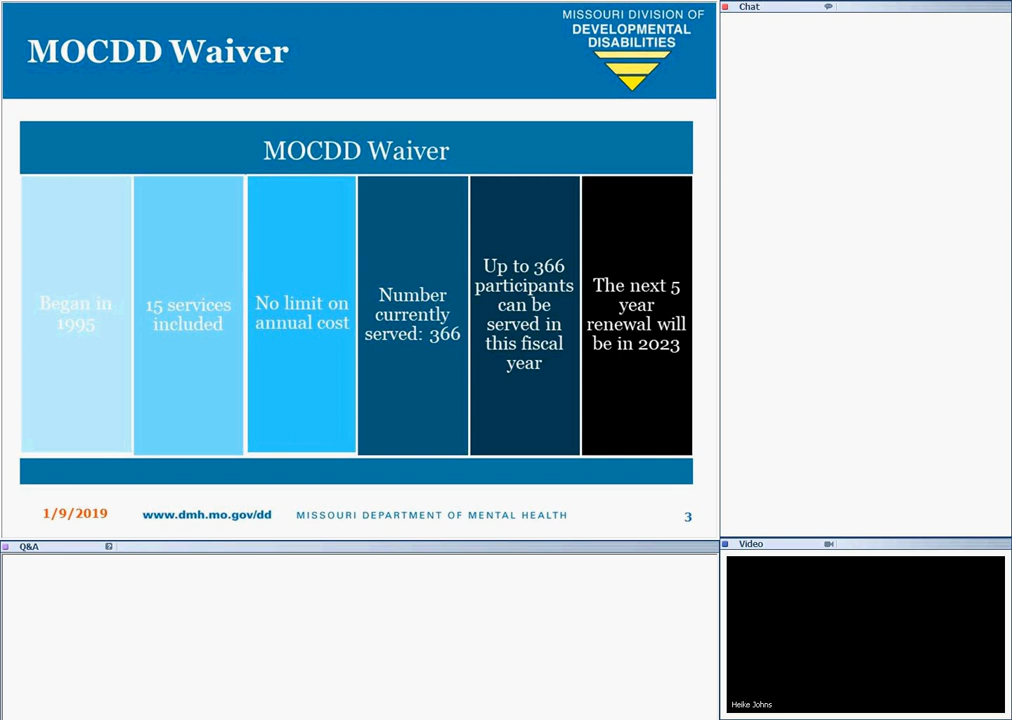 MOCDD Waiver
MISSOURI DIVISION OF
DEVELOPMENTAL
DISABILITIES
MOCDD Waiver
Began in
1995
15 services
included
No limit on
annual cost
Number
currently
served: 366
Up to 366
participants
can be
served in
this fiscal
year
The next 5
year
renewal will
be in 2023
1/9/2019
www.dmh.mo.gov/dd
MISSOURI DEPARTMENT OF MENTAL HEALTH
3
Chat
Q&A
Video
Heike Johns